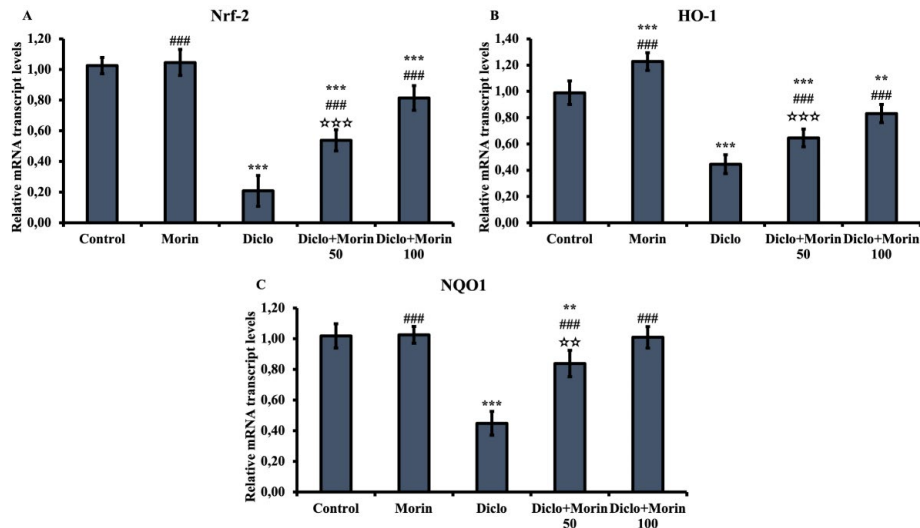 A
Nrf-2
Relative mRNA transcript levels
1,20
1,00
0,80
0,60
0,40
0,20
0,00
###
***
***
###
☆☆☆
***
###
Control
Morin
Diclo
Diclo+Morin
50
Diclo+Morin
100
B
HO-1
Relative mRNA transcript levels
1,40
1,20
1,00
0,80
0,60
0,40
0,20
0,00
***
###
***
***
###
☆☆☆
**
###
Control
Morin
Diclo
Diclo+Morin
50
Diclo+Morin
100
C
NQO1
Relative mRNA transcript levels
1,20
1,00
0,80
0,60
0,40
0,20
0,00
###
***
**
###
☆☆
###
Control
Morin
Diclo
Diclo+Morin
50
Diclo+Morin
100